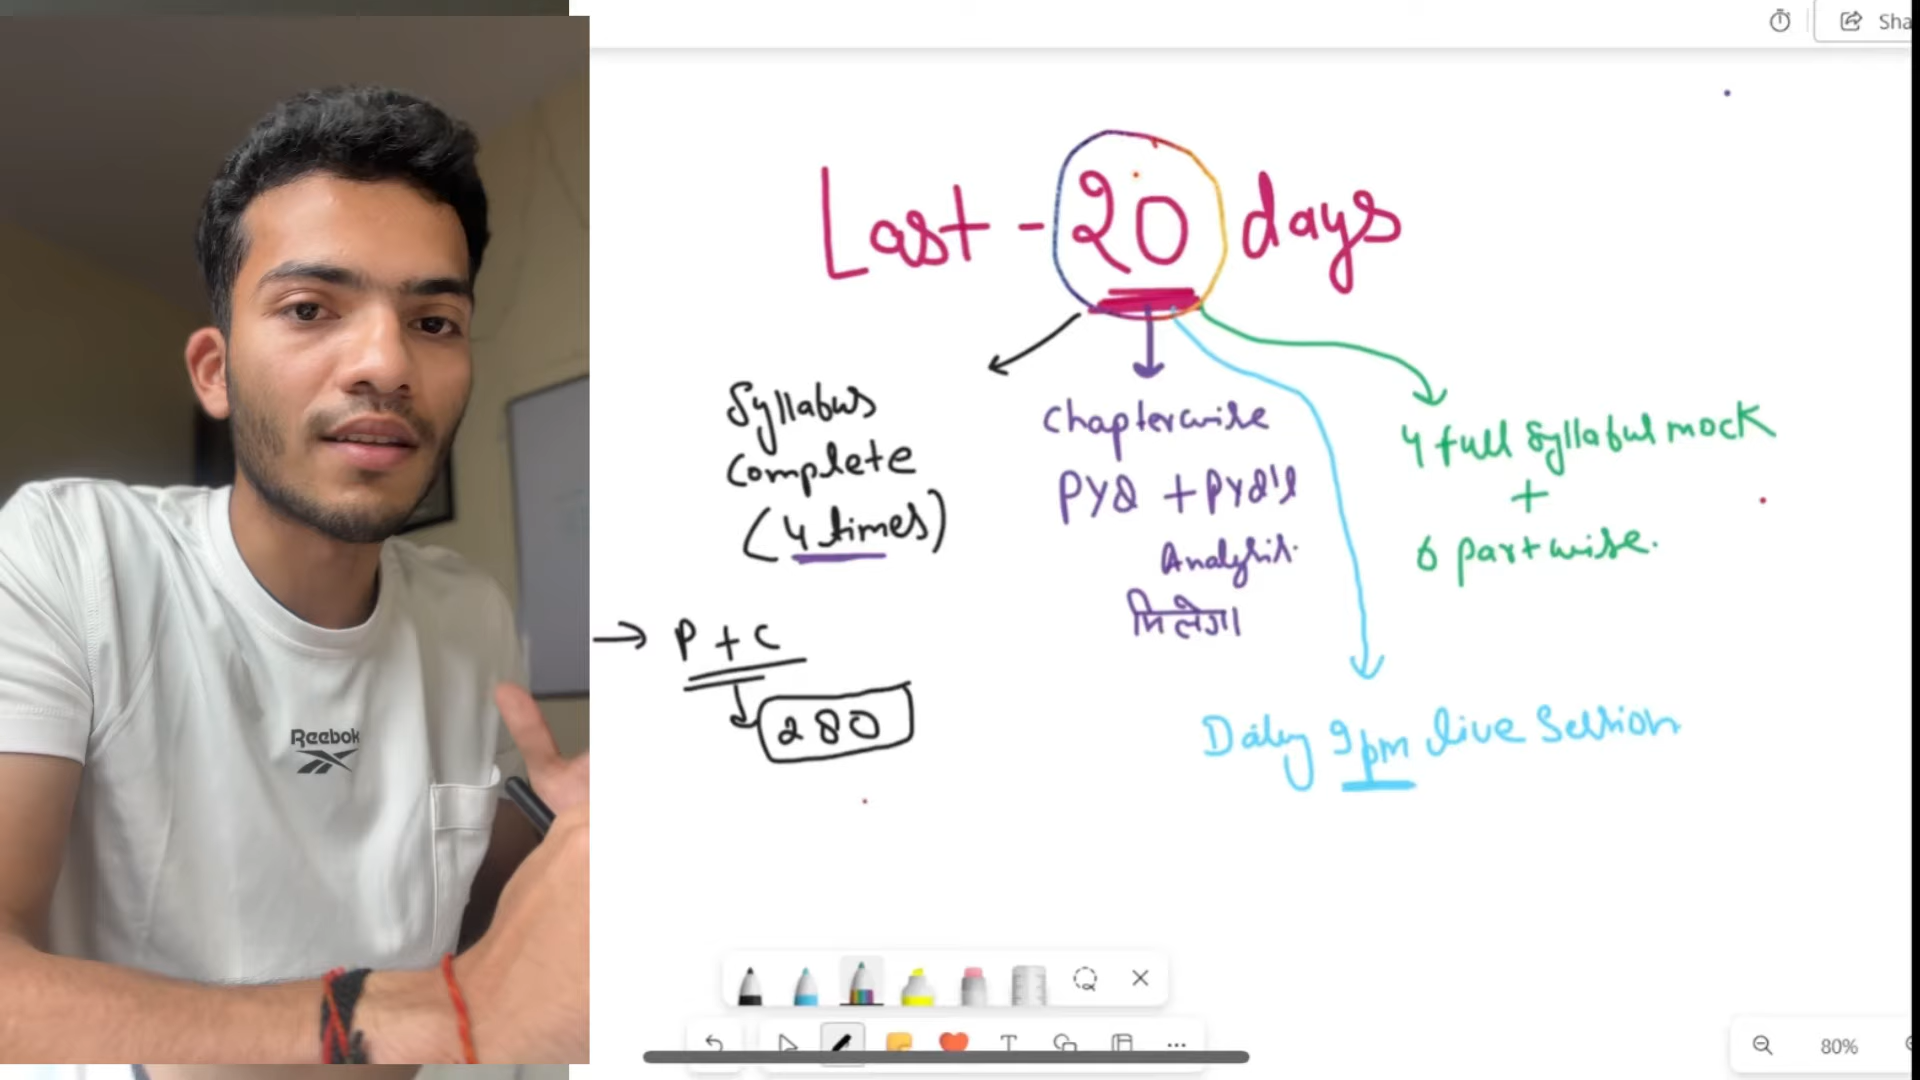 Sha
Last - 20 days
Syllabus
complete
(4 times)
Chapterwise
PYQ + PYQ's
Analysis.
मिलेगा
4 full syllabus mock
+
6 partwise.
→ P + C
280
Daily 9pm live Session
Reebok
T
80%